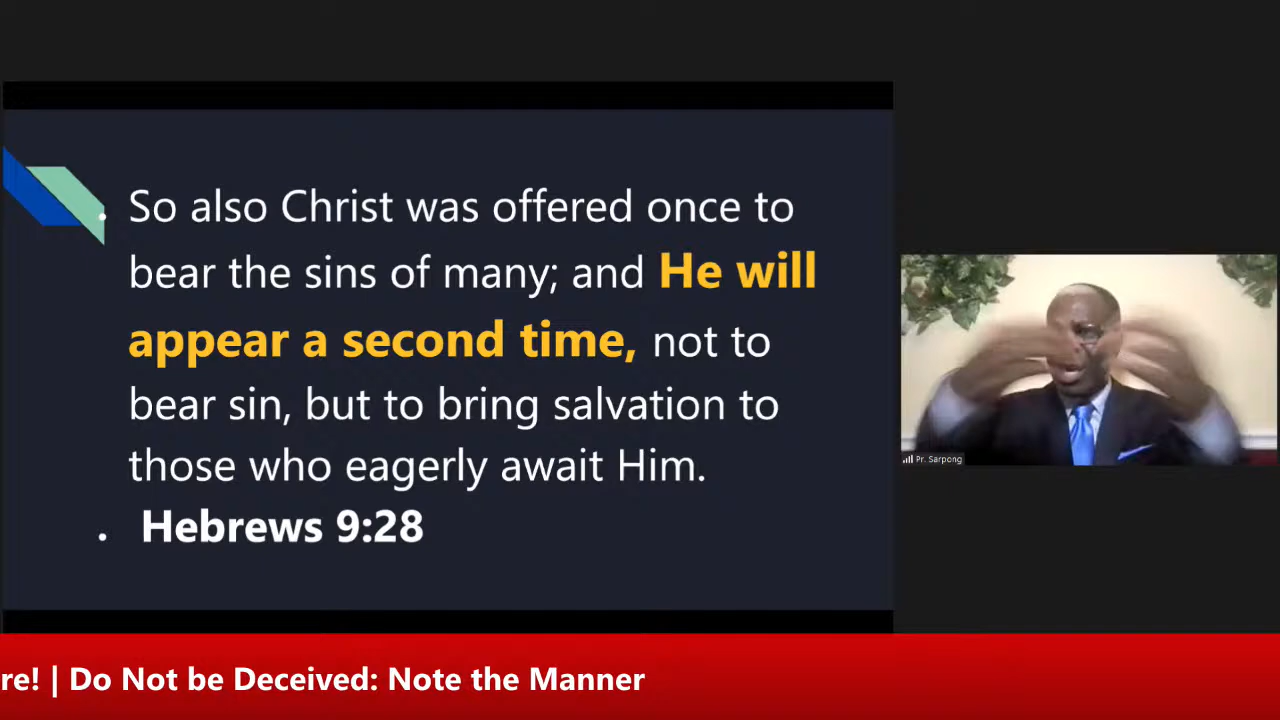 . So also Christ was offered once to
bear the sins of many; and He will
appear a second time, not to
bear sin, but to bring salvation to
those who eagerly await Him.
. Hebrews 9:28
Pr. Sarpong
re! | Do Not be Deceived: Note the Manner